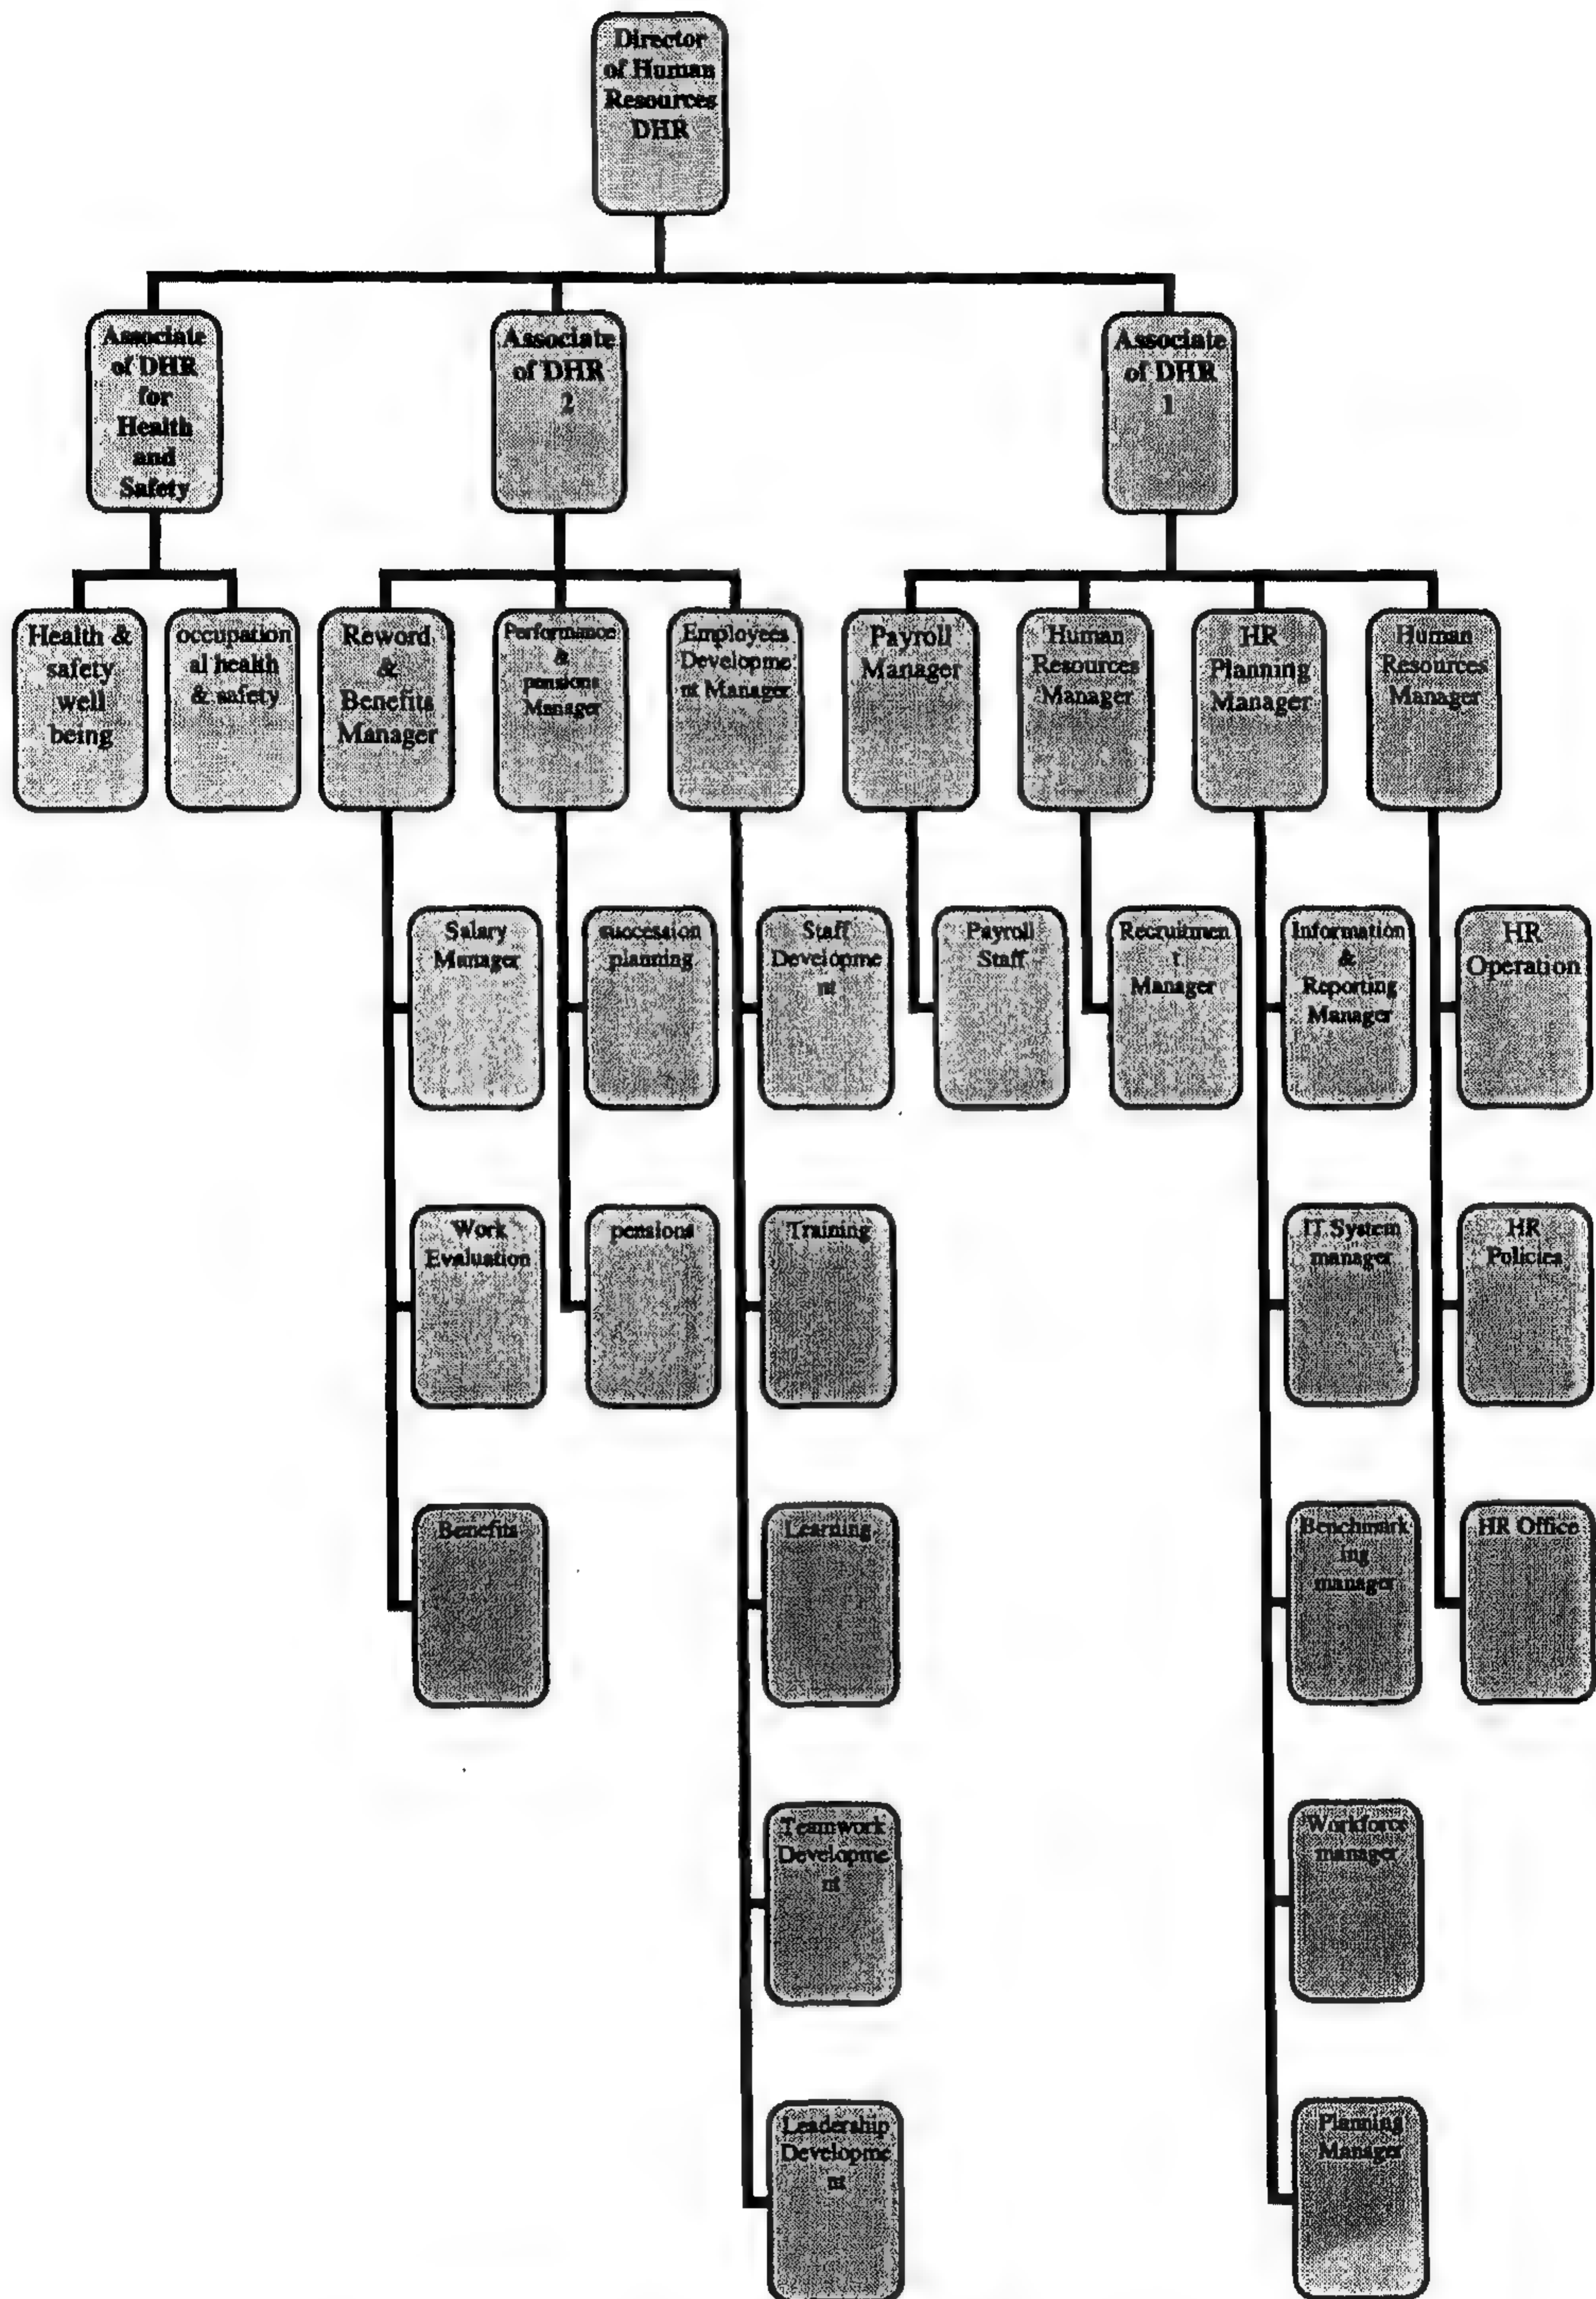 Director
of Human
Resources
DHR
Associate
of DHR
for
Health
and
Safety
Associate
of DHR
2
Associate
of DHR
1
Health &
safety
well
being
occupation
al health
& safety
Reword
&
Benefits
Manager
Performance
&
pensions
Manager
Employees
Developme
nt Manager
Payroll
Manager
Human
Resources
Manager
HR
Planning
Manager
Human
Resources
Manager
Salary
Manager
succession
planning
Staff
Developme
nt
Payroll
Staff
Recruitmen
t
Manager
Information
&
Reporting
Manager
HR
Operation
Work
Evaluation
pensions
Training
IT System
manager
HR
Policies
Benefits
Learning
Benchmark
ing
manager
HR Office
Teamwork
Developme
nt
Workforce
manager
Leadership
Developme
nt
Planning
Manager